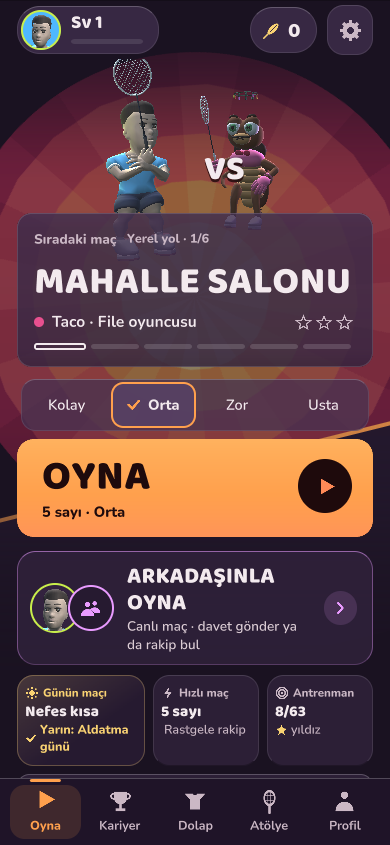 Sv 1
0
VS
Sıradaki maç Yerel yol · 1/6
MAHALLE SALONU
Taco · File oyuncusu
Kolay
Orta
Zor
Usta
OYNA
5 sayı · Orta
ARKADAŞINLA
OYNA
Canlı maç · davet gönder ya
da rakip bul
Günün maçı
Nefes kısa
Yarın: Aldatma
günü
Hızlı maç
5 sayı
Rastgele rakip
Antrenman
8/63
yıldız
Oyna
Kariyer
Dolap
Atölye
Profil